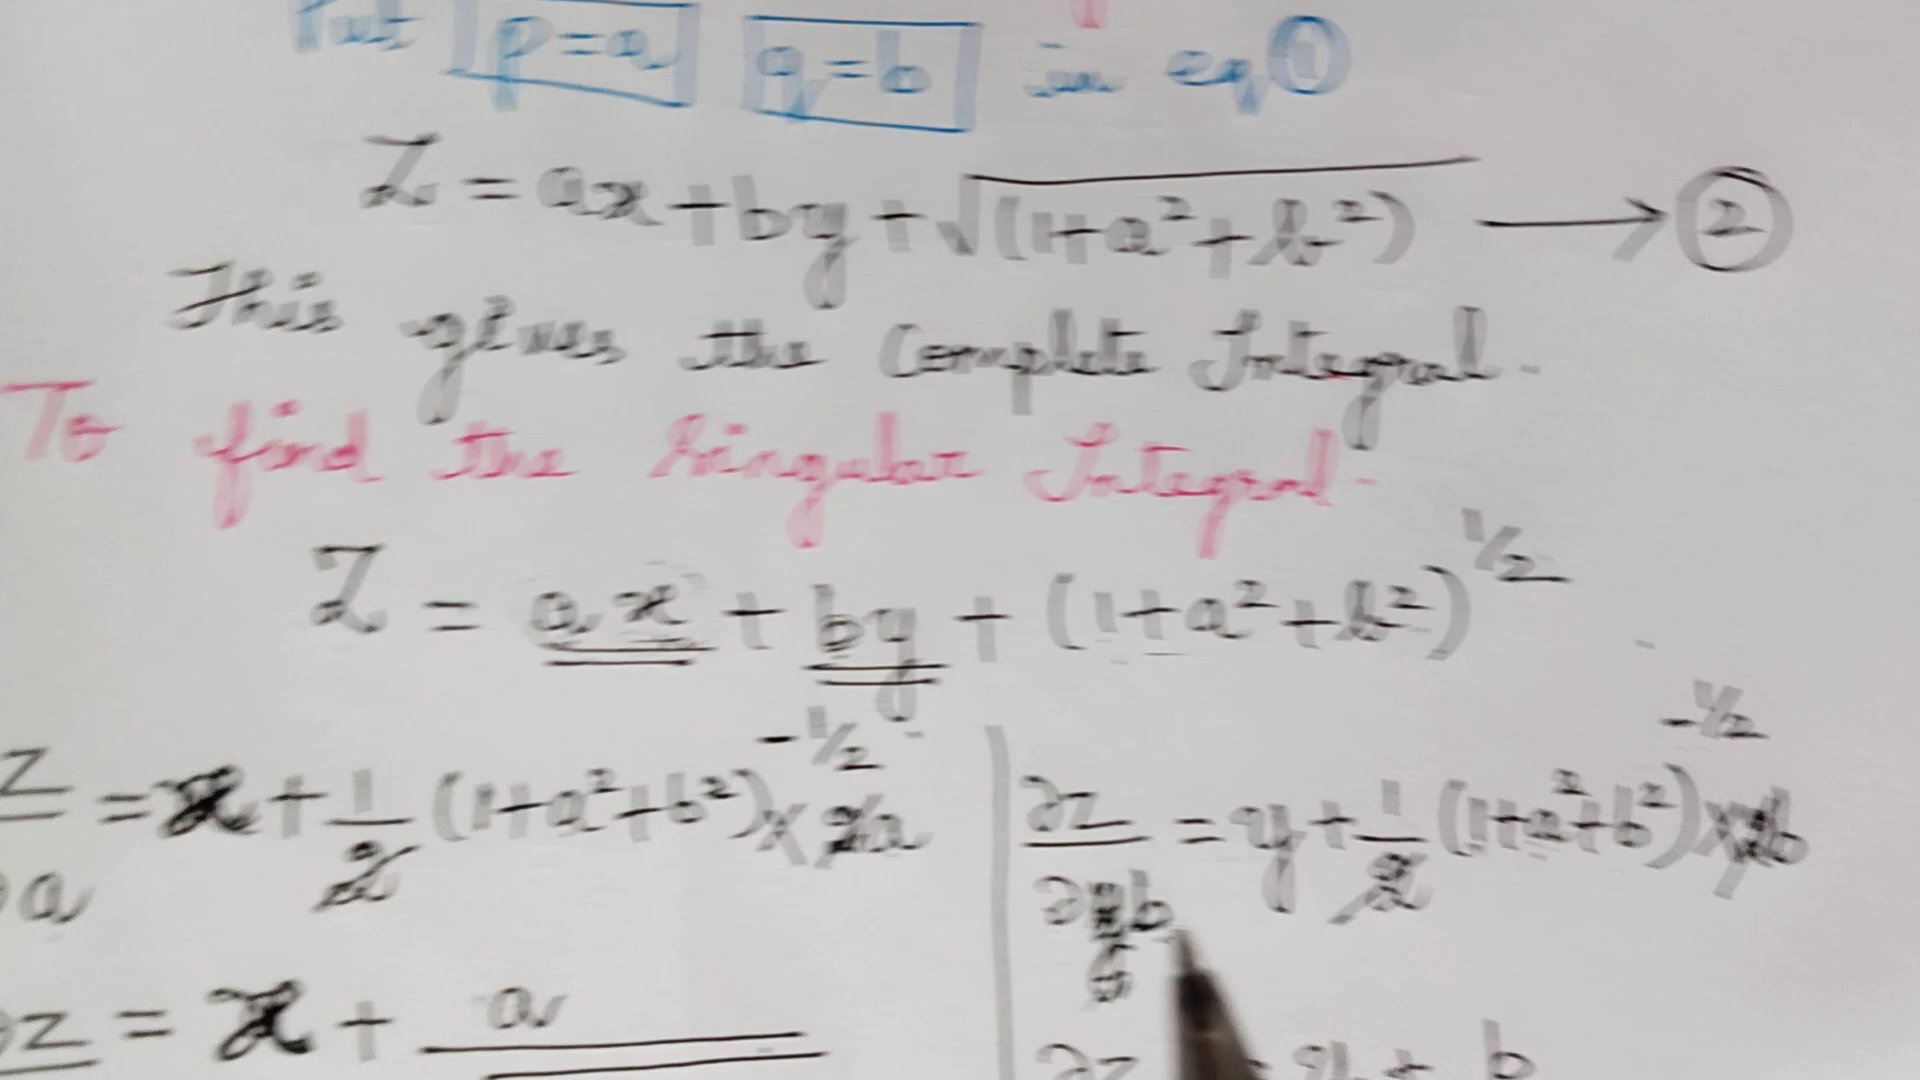 Put p=a q=b in eq ①
Z = ax+by+√(1+a²+b²) → ②
This gives the Complete Integral.
To find the Singular Integral.
Z = ax + by + (1+a²+b²)^½
∂z/∂a = x + 1/2 (1+a²+b²)^-½ × 2a
∂z/∂b = y + 1/2 (1+a²+b²)^-½ × 2b
∂z = x + a
∂z = y + b